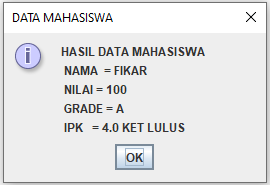 DATA MAHASISWA
HASIL DATA MAHASISWA
NAMA = FIKAR
NILAI = 100
GRADE = A
IPK = 4.0 KET LULUS
OK